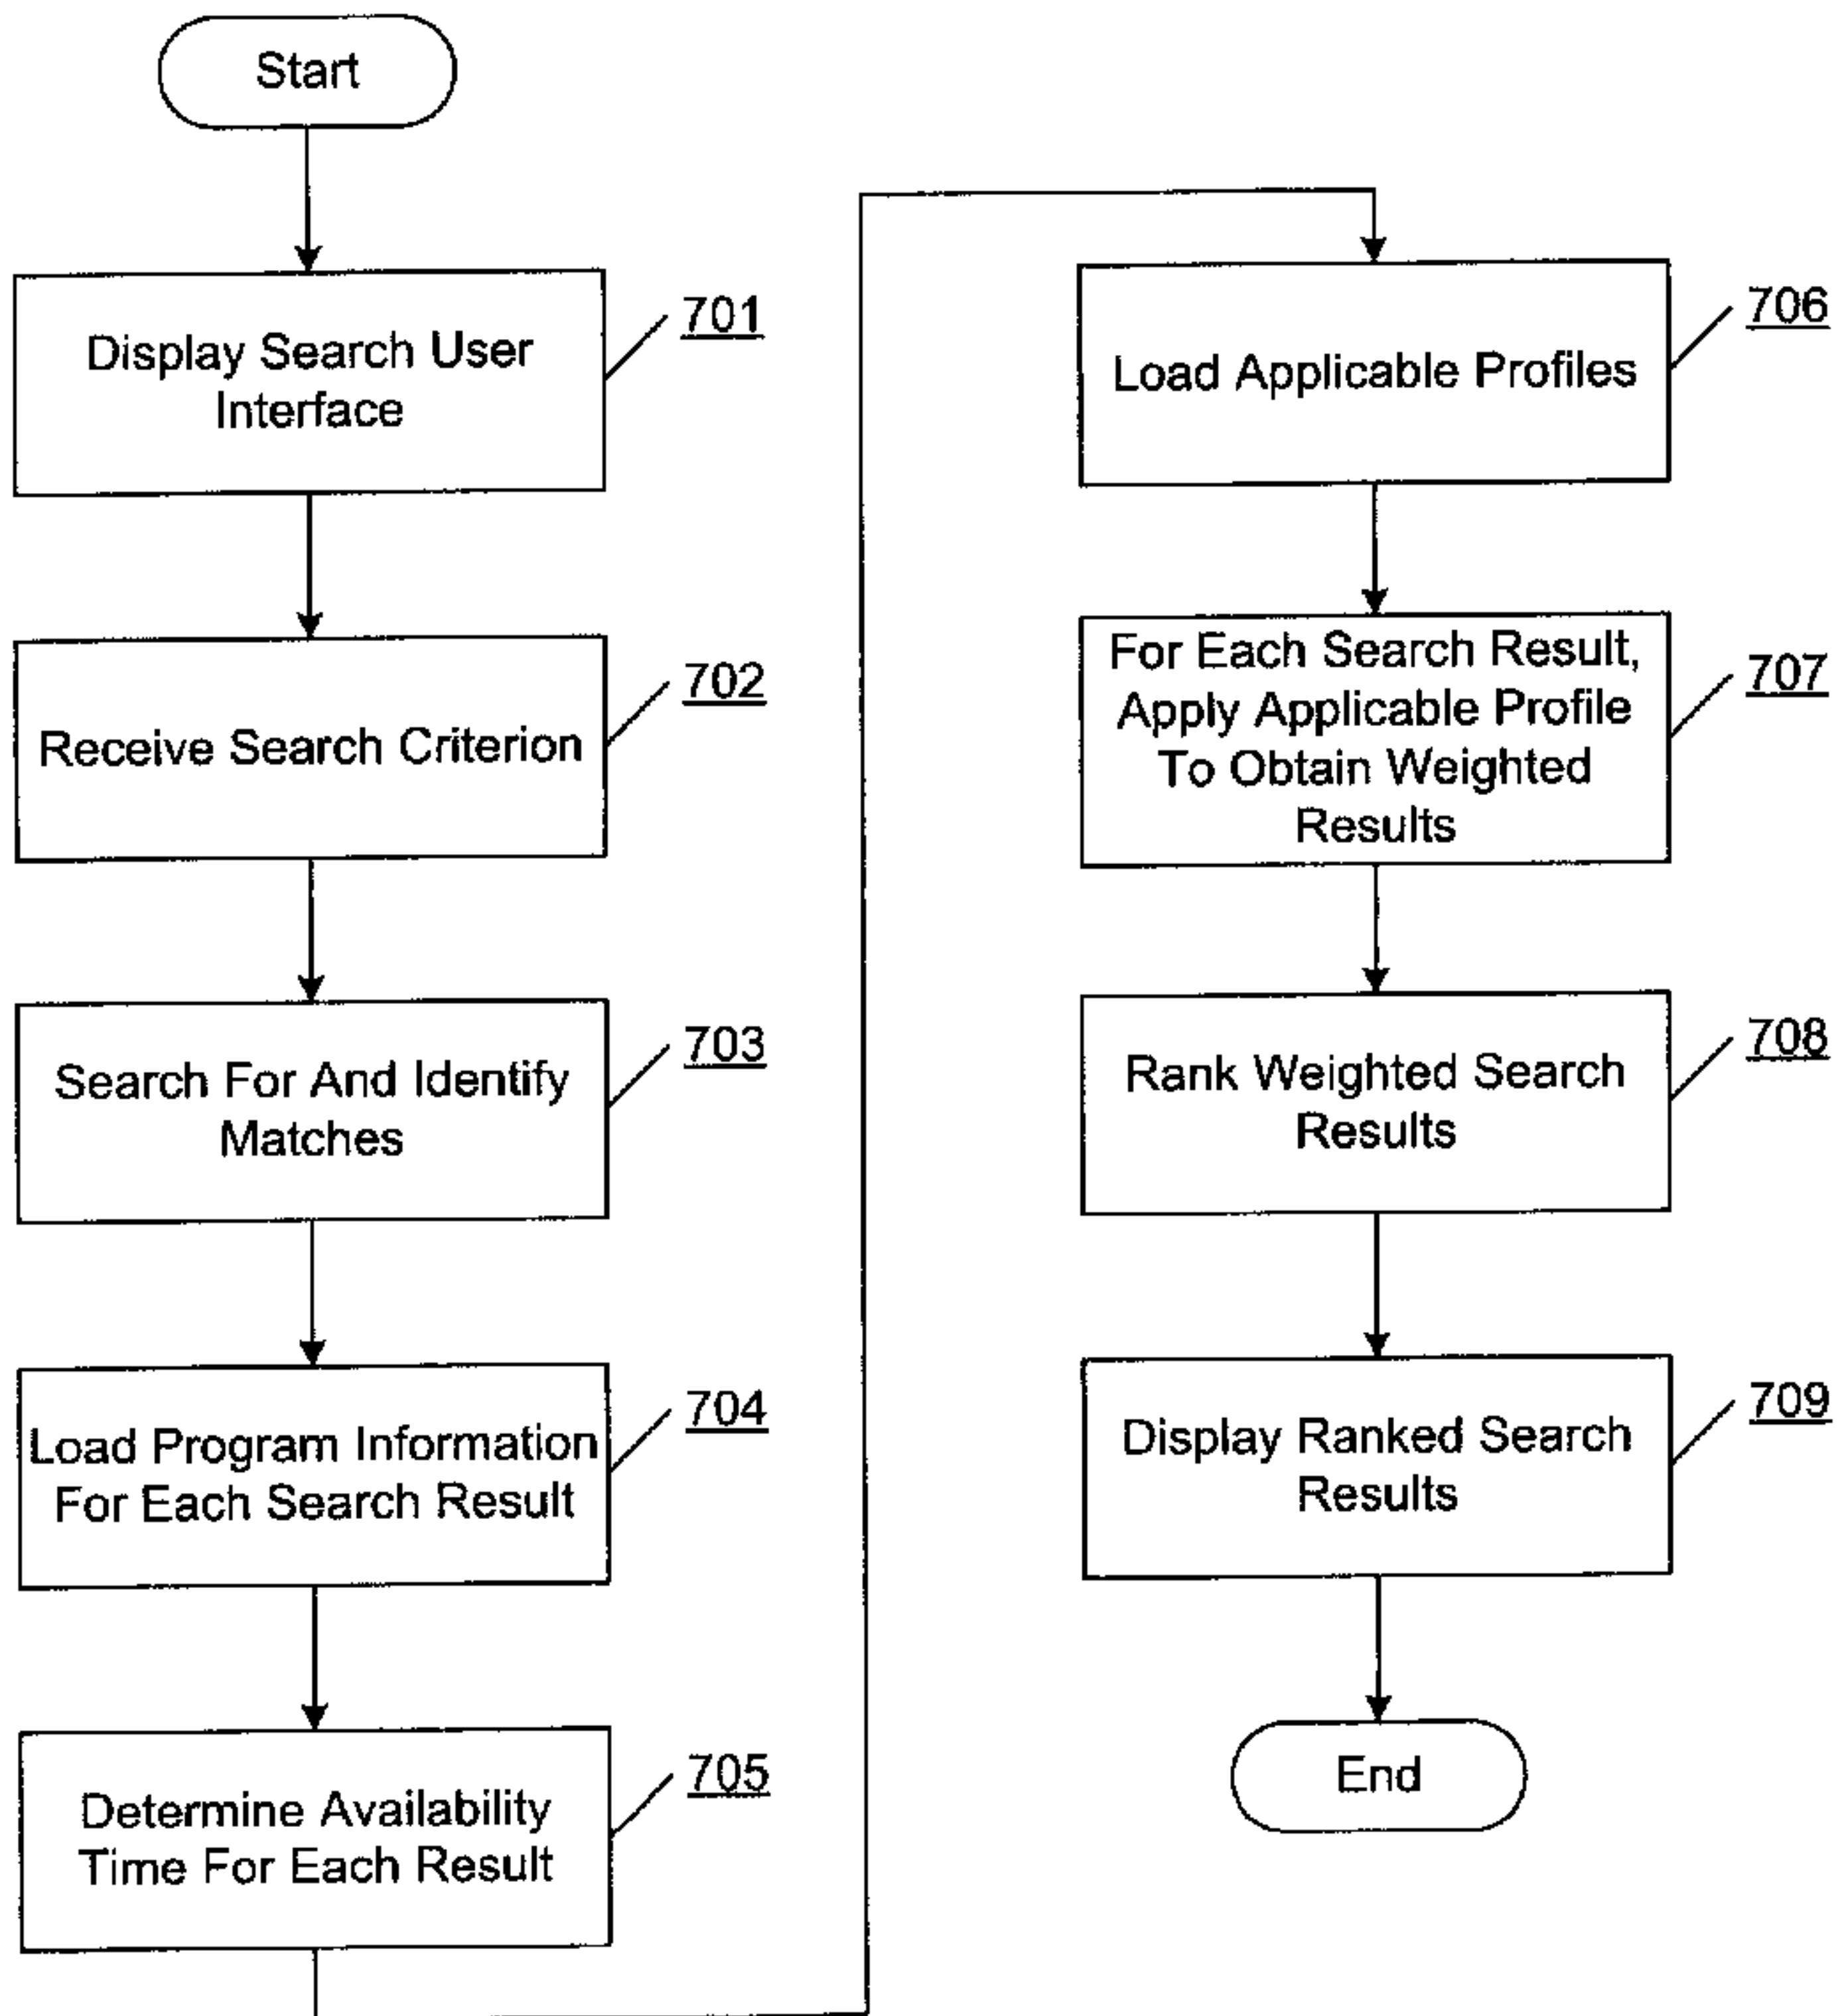 Start
Display Search User
Interface
701
Receive Search Criterion
702
Search For And Identify
Matches
703
Load Program Information
For Each Search Result
704
Determine Availability
Time For Each Result
705
Load Applicable Profiles
706
For Each Search Result,
Apply Applicable Profile
To Obtain Weighted
Results
707
Rank Weighted Search
Results
708
Display Ranked Search
Results
709
End